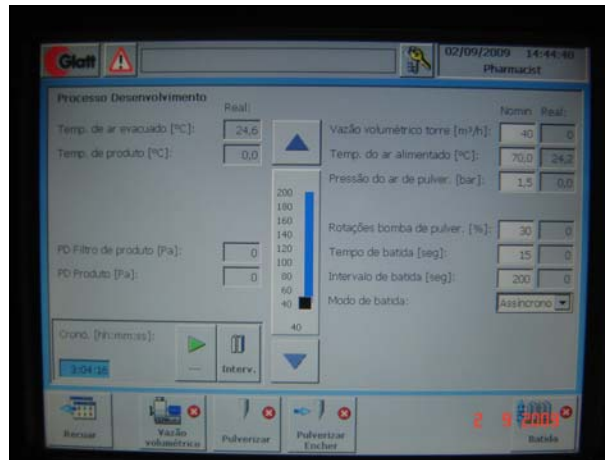 Glatt
02/09/2009 14:44:40
Pharmacist
Processo Desenvolvimento
Real:
Nomin Real:
Temp. de ar evacuado [ºC]: 24,6
Temp. de produto [ºC]: 0,0
Vazão volumétrico torre [m³/h]: 40 0
Temp. do ar alimentado [ºC]: 70,0 24,2
Pressão do ar de pulver. [bar]: 1,5 0,0
200
180
160
140
120
100
80
60
40
40
Rotações bomba de pulver. [%]: 30 0
Tempo de batida [seg]: 15 0
Intervalo de batida [seg]: 200 0
Modo de batida: Assíncrono
PD Filtro de produto [Pa]: 0
PD Produto [Pa]: 0
Crono. [hh:mm:ss]:
3:04:16
---
Interv.
Recuar
Vazão
volumétrica
Pulverizar
Pulverizar
Encher
Batida
2 9 2009